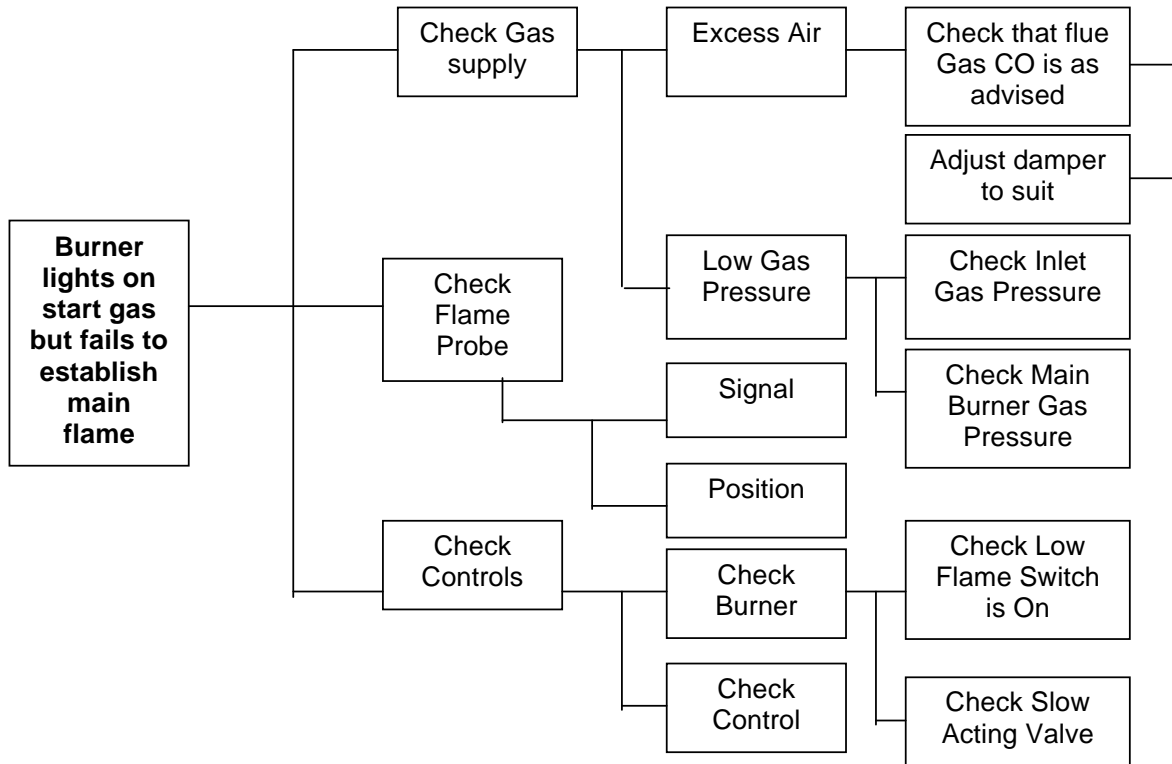 Burner
lights on
start gas
but fails to
establish
main
flame
Check Gas
supply
Excess Air
Check that flue
Gas CO is as
advised
Adjust damper
to suit
Low Gas
Pressure
Check Inlet
Gas Pressure
Check Main
Burner Gas
Pressure
Check
Flame
Probe
Signal
Position
Check
Controls
Check
Burner
Check Low
Flame Switch
is On
Check Slow
Acting Valve
Check
Control